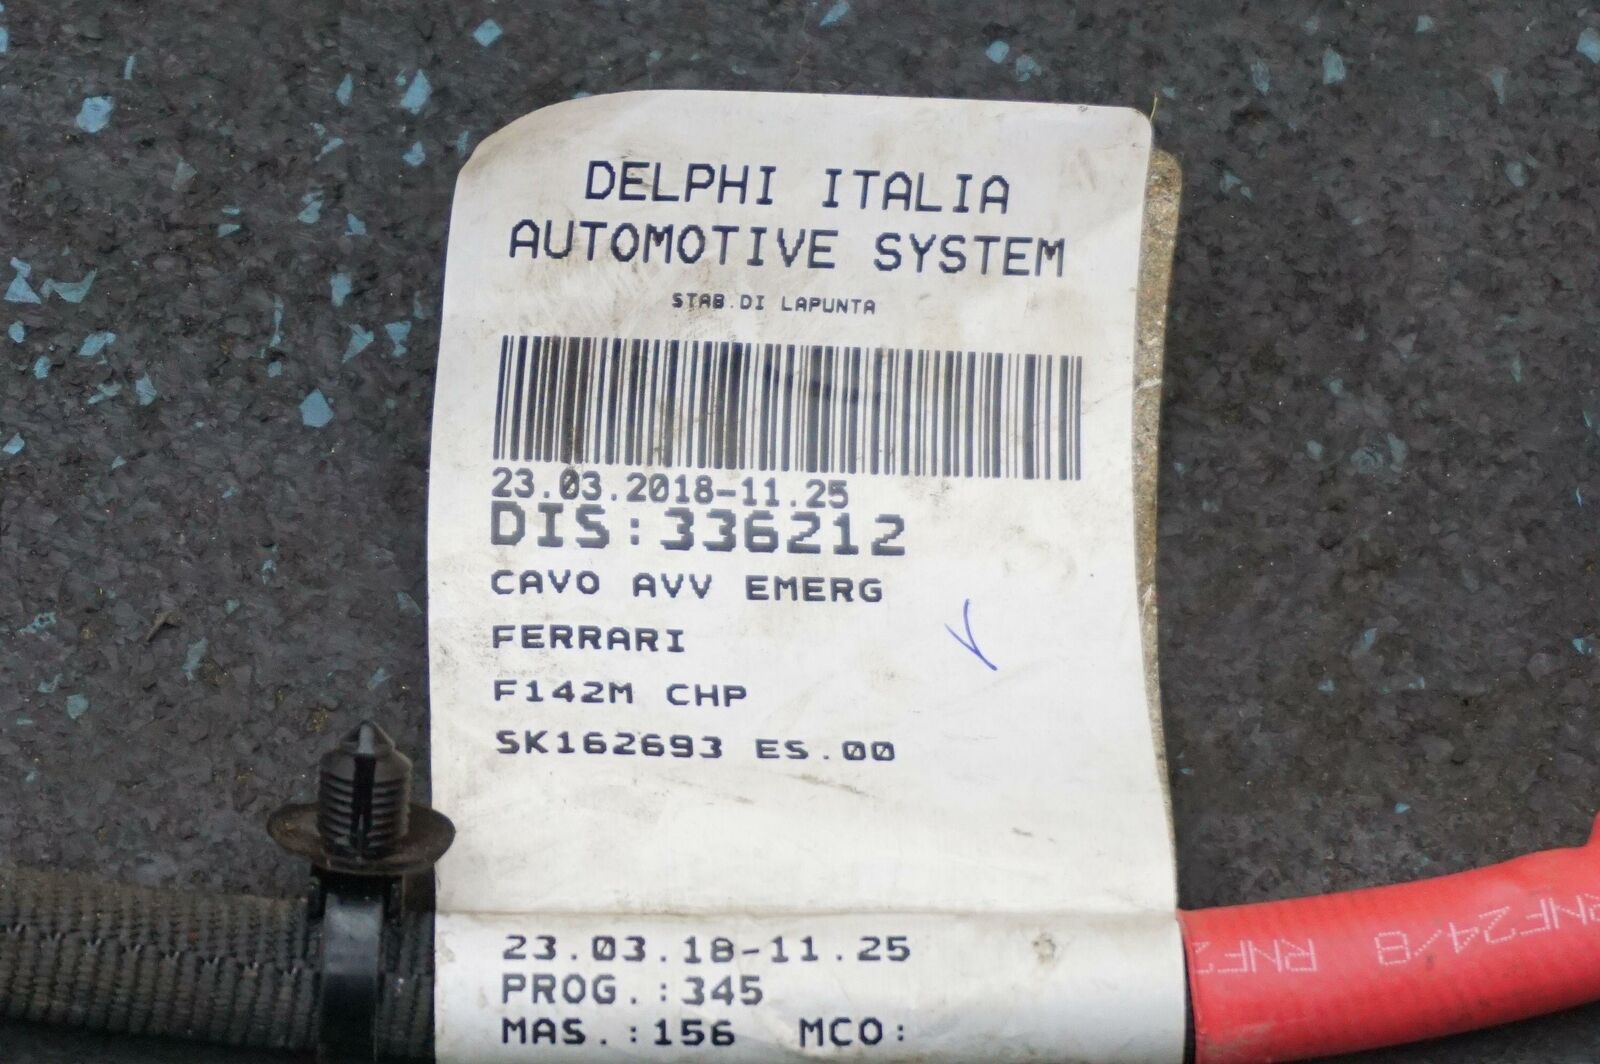 DELPHI ITALIA
AUTOMOTIVE SYSTEM
STAB.DI LAPUNTA
23.03.2018-11.25
DIS:336212
CAVO AVV EMERG
FERRARI
F142M CHP
SK162693 ES.00
23.03.18-11.25
PROG.:345
MAS.:156 MCO:
RNF24/8
RNF